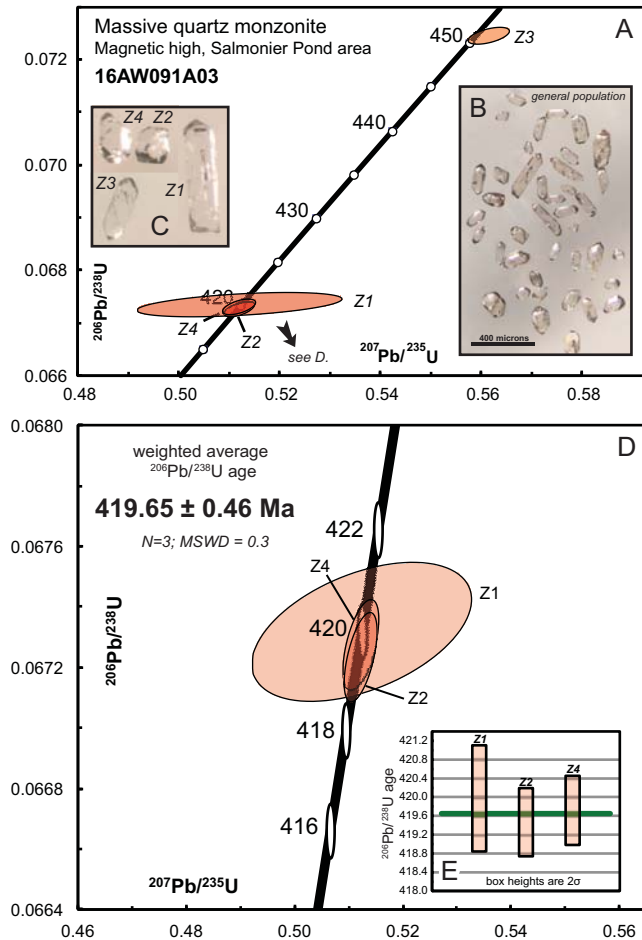 Massive quartz monzonite
Magnetic high, Salmonier Pond area
16AW091A03
A
0.072
0.070
0.068
0.066
206Pb/238U
207Pb/235U
0.48
0.50
0.52
0.54
0.56
450
440
430
420
Z3
Z1
Z4
Z2
see D.
B
general population
400 microns
Z4
Z2
Z3
Z1
C
D
weighted average
206Pb/238U age
419.65 ± 0.46 Ma
N=3; MSWD = 0.3
0.0680
0.0676
0.0672
0.0668
0.0664
206Pb/238U
207Pb/235U
0.46
0.48
0.50
0.52
0.54
0.56
422
420
418
416
Z4
Z1
Z2
421.2
420.8
420.4
420.0
419.6
419.2
418.8
418.4
418.0
206Pb/238U age
Z1
Z2
Z4
E
box heights are 2σ